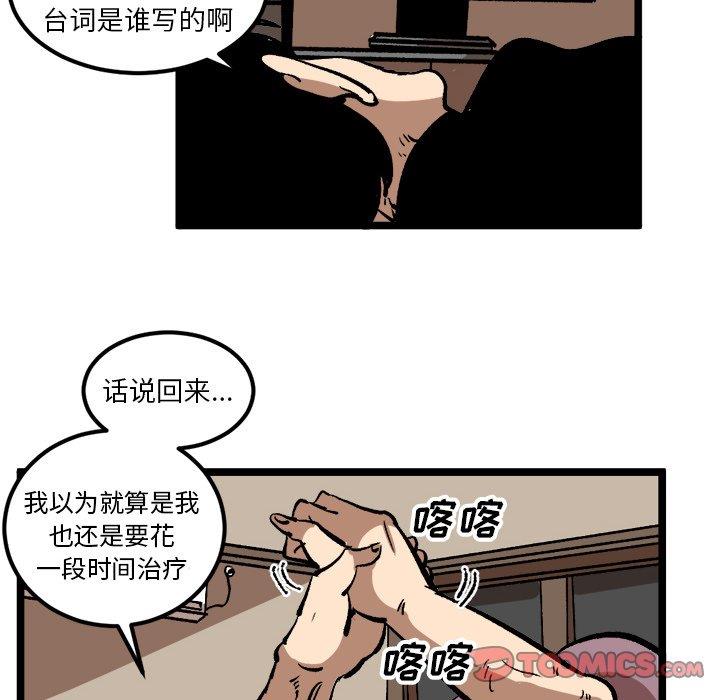 台词是谁写的啊
话说回来...
我以为就算是我
也还是要花
一段时间治疗
喀喀
喀喀
TOOMICS.COM